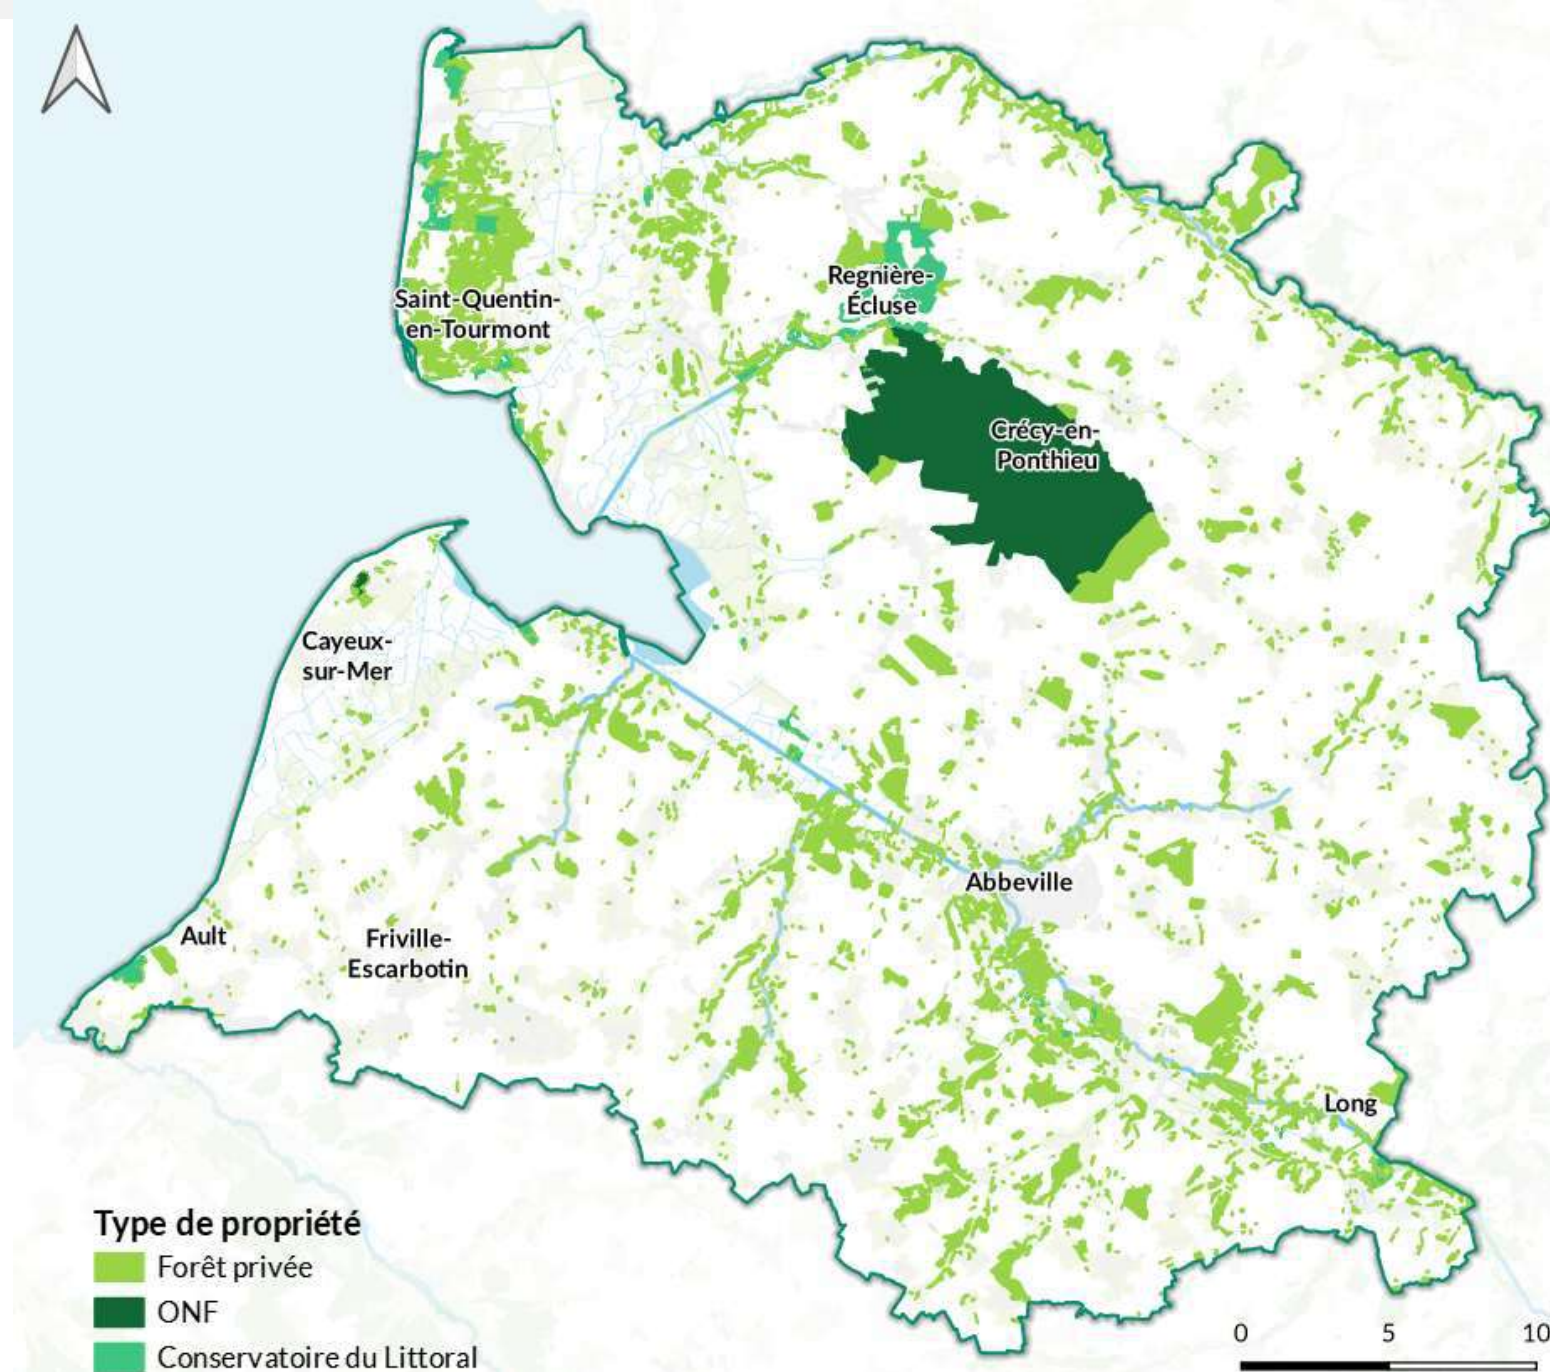 Saint-Quentin-
en-Tourmont
Regnière-
Écluse
Crécy-en-
Ponthieu
Cayeux-
sur-Mer
Abbeville
Ault
Friville-
Escarbotin
Long
Type de propriété
Forêt privée
ONF
Conservatoire du Littoral
0 5 10